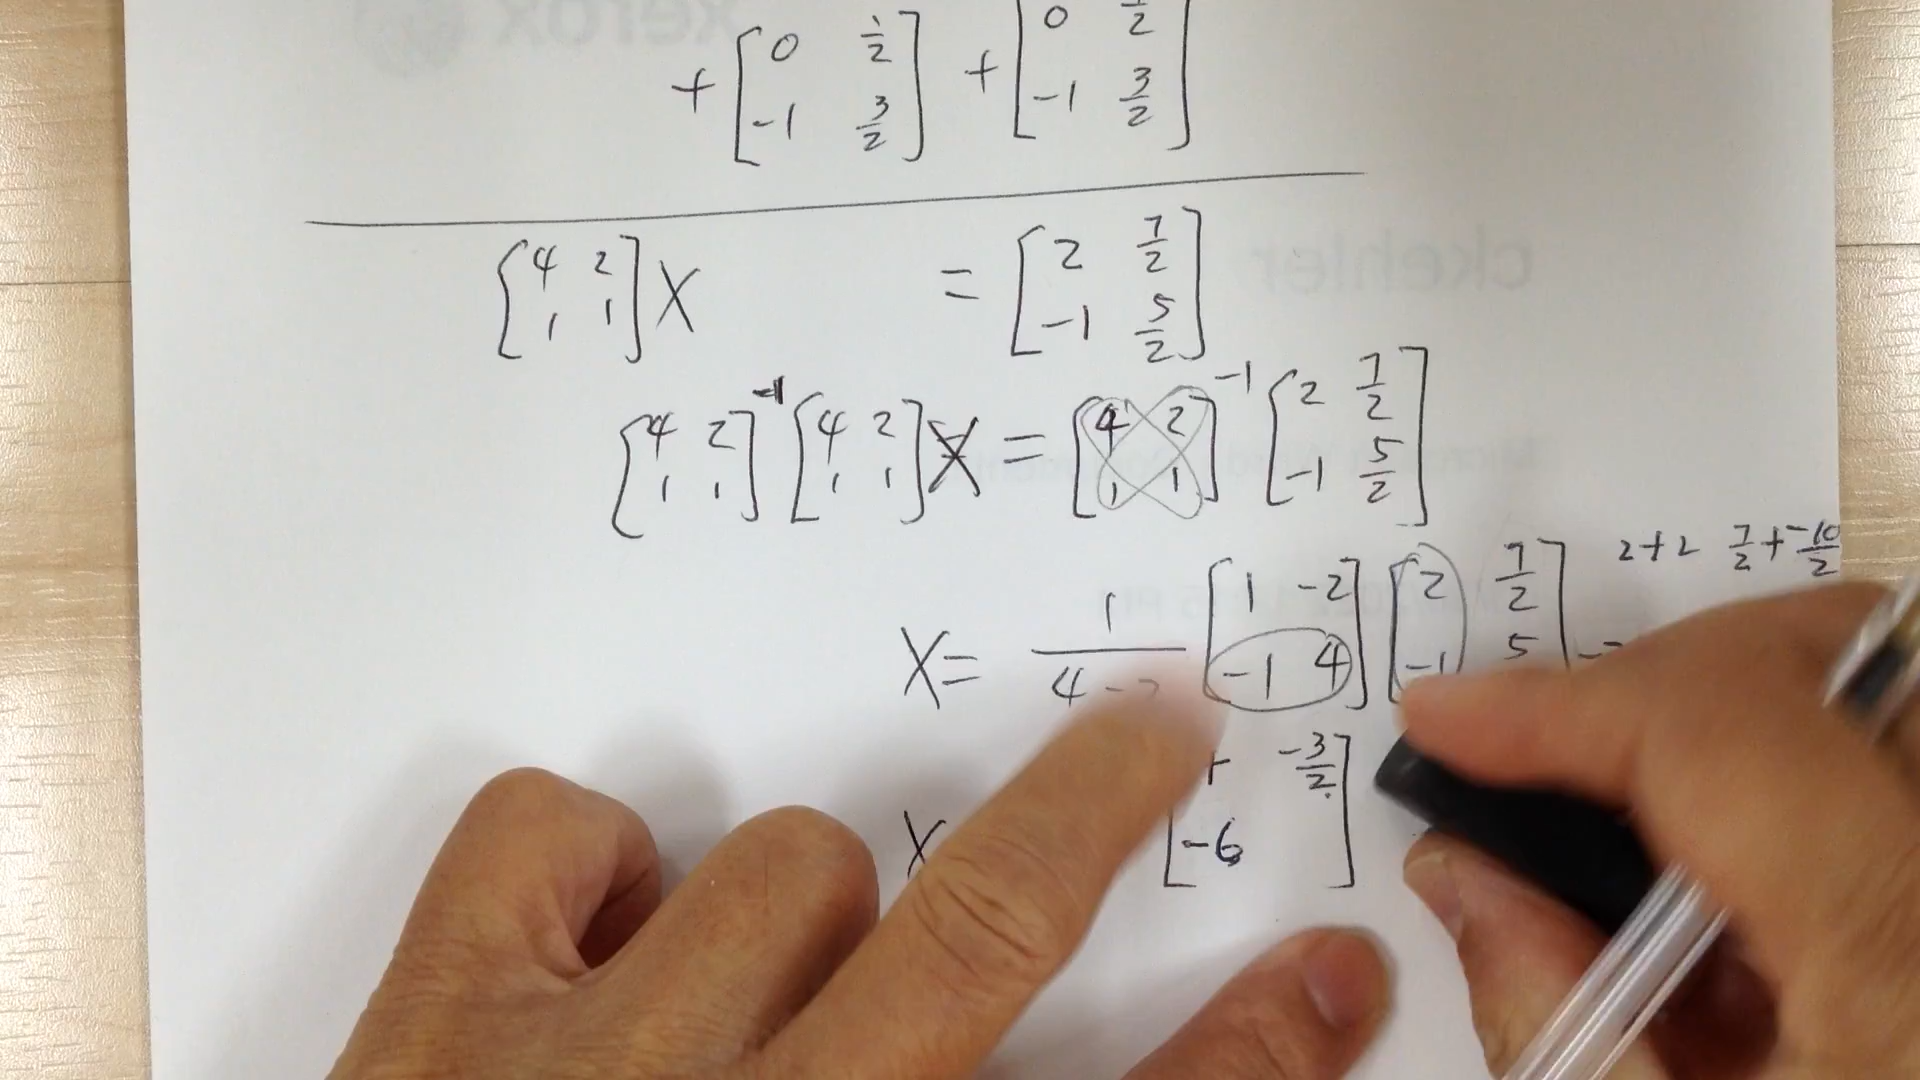 xerox
+ [0 1/2; -1 3/2] + [0 1/2; -1 3/2]
ckehler
[4 2; 1 1] X = [2 7/2; -1 5/2]
[4 2; 1 1]^-1 [4 2; 1 1] X = [4 2; 1 1]^-1 [2 7/2; -1 5/2]
2+2 7/2 + -10/2
X = 1/4- [1 -2; -1 4] [2 7/2; -1 5
X [ -3/2; -6 ]